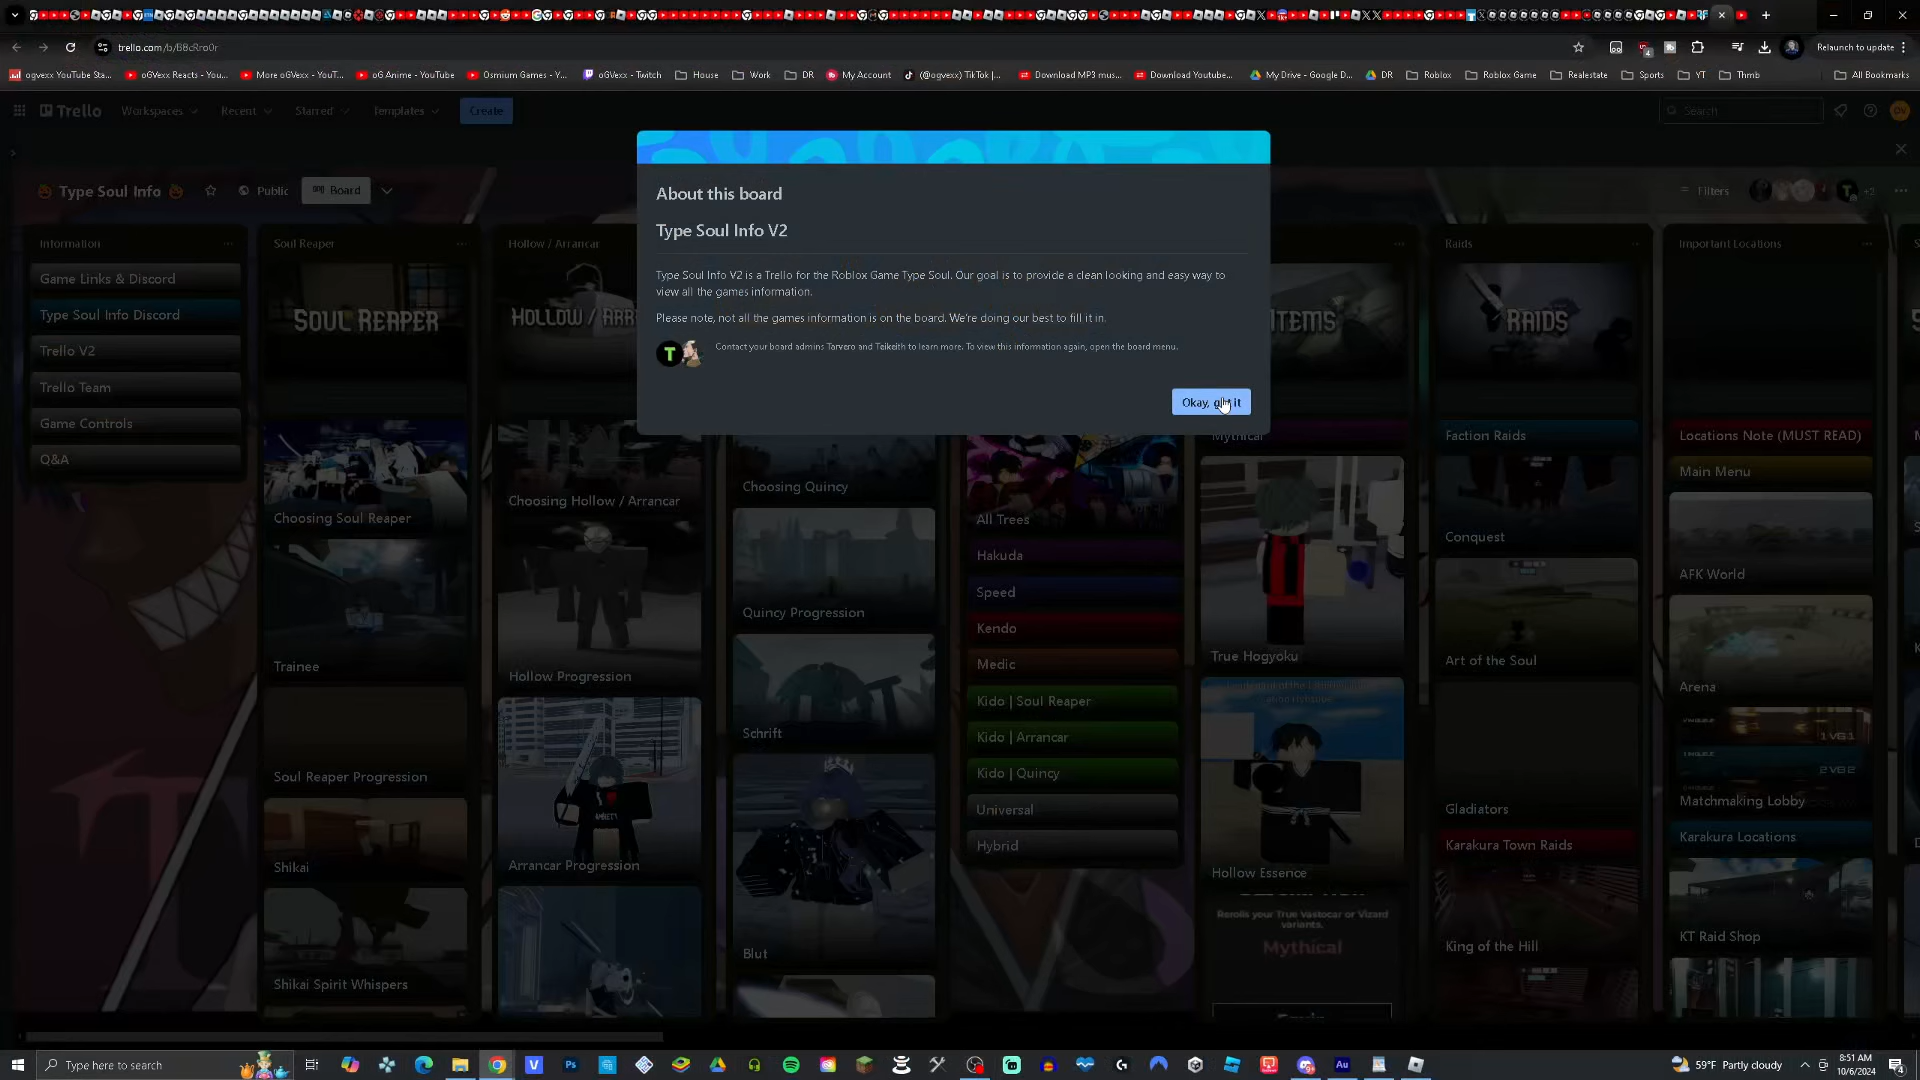 trello.com/b/B8cRro0r
Relaunch to update
ogvexx YouTube Sta...
oGVexx Reacts - You...
More oGVexx - YouT...
oG Anime - YouTube
Osmium Games - Y...
oGVexx - Twitch
House
Work
DR
My Account
(@ogvexx) TikTok |...
Download MP3 mus...
Download Youtube...
My Drive - Google D...
DR
Roblox
Roblox Game
Realestate
Sports
YT
Thmb
All Bookmarks
Trello
Workspaces
Recent
Starred
Templates
Create
Search
Type Soul Info
Public
Board
Filters
+2
About this board
Type Soul Info V2
Type Soul Info V2 is a Trello for the Roblox Game Type Soul. Our goal is to provide a clean looking and easy way to
view all the games information.
Please note, not all the games information is on the board. We're doing our best to fill it in.
T
Contact your board admins Tarvero and Taikeith to learn more. To view this information again, open the board menu.
Okay, got it
Information
Game Links & Discord
Type Soul Info Discord
Trello V2
Trello Team
Game Controls
Q&A
Soul Reaper
SOUL REAPER
Choosing Soul Reaper
Trainee
Soul Reaper Progression
Shikai
Shikai Spirit Whispers
Hollow / Arrancar
HOLLOW / ARR
Choosing Hollow / Arrancar
Hollow Progression
Arrancar Progression
Choosing Quincy
Quincy Progression
Schrift
Blut
All Trees
Hakuda
Speed
Kendo
Medic
Kido | Soul Reaper
Kido | Arrancar
Kido | Quincy
Universal
Hybrid
ITEMS
Mythical
True Hogyoku
Hollow Essence
Rerolls your True Vastocar or Vizard
variants.
Mythical
Raids
RAIDS
Faction Raids
Conquest
Art of the Soul
Gladiators
Karakura Town Raids
King of the Hill
Important Locations
Locations Note (MUST READ)
Main Menu
AFK World
Arena
1 VS 1
2 VS 2
Matchmaking Lobby
Karakura Locations
KT Raid Shop
Type here to search
59°F Partly cloudy
8:51 AM
10/6/2024